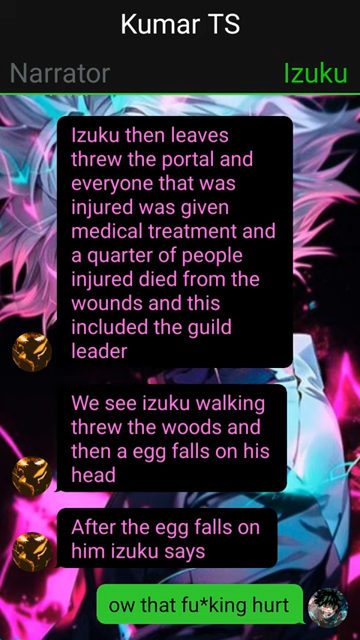 Kumar TS
Narrator Izuku
Izuku then leaves
threw the portal and
everyone that was
injured was given
medical treatment and
a quarter of people
injured died from the
wounds and this
included the guild
leader
We see izuku walking
threw the woods and
then a egg falls on his
head
After the egg falls on
him izuku says
ow that fu*king hurt